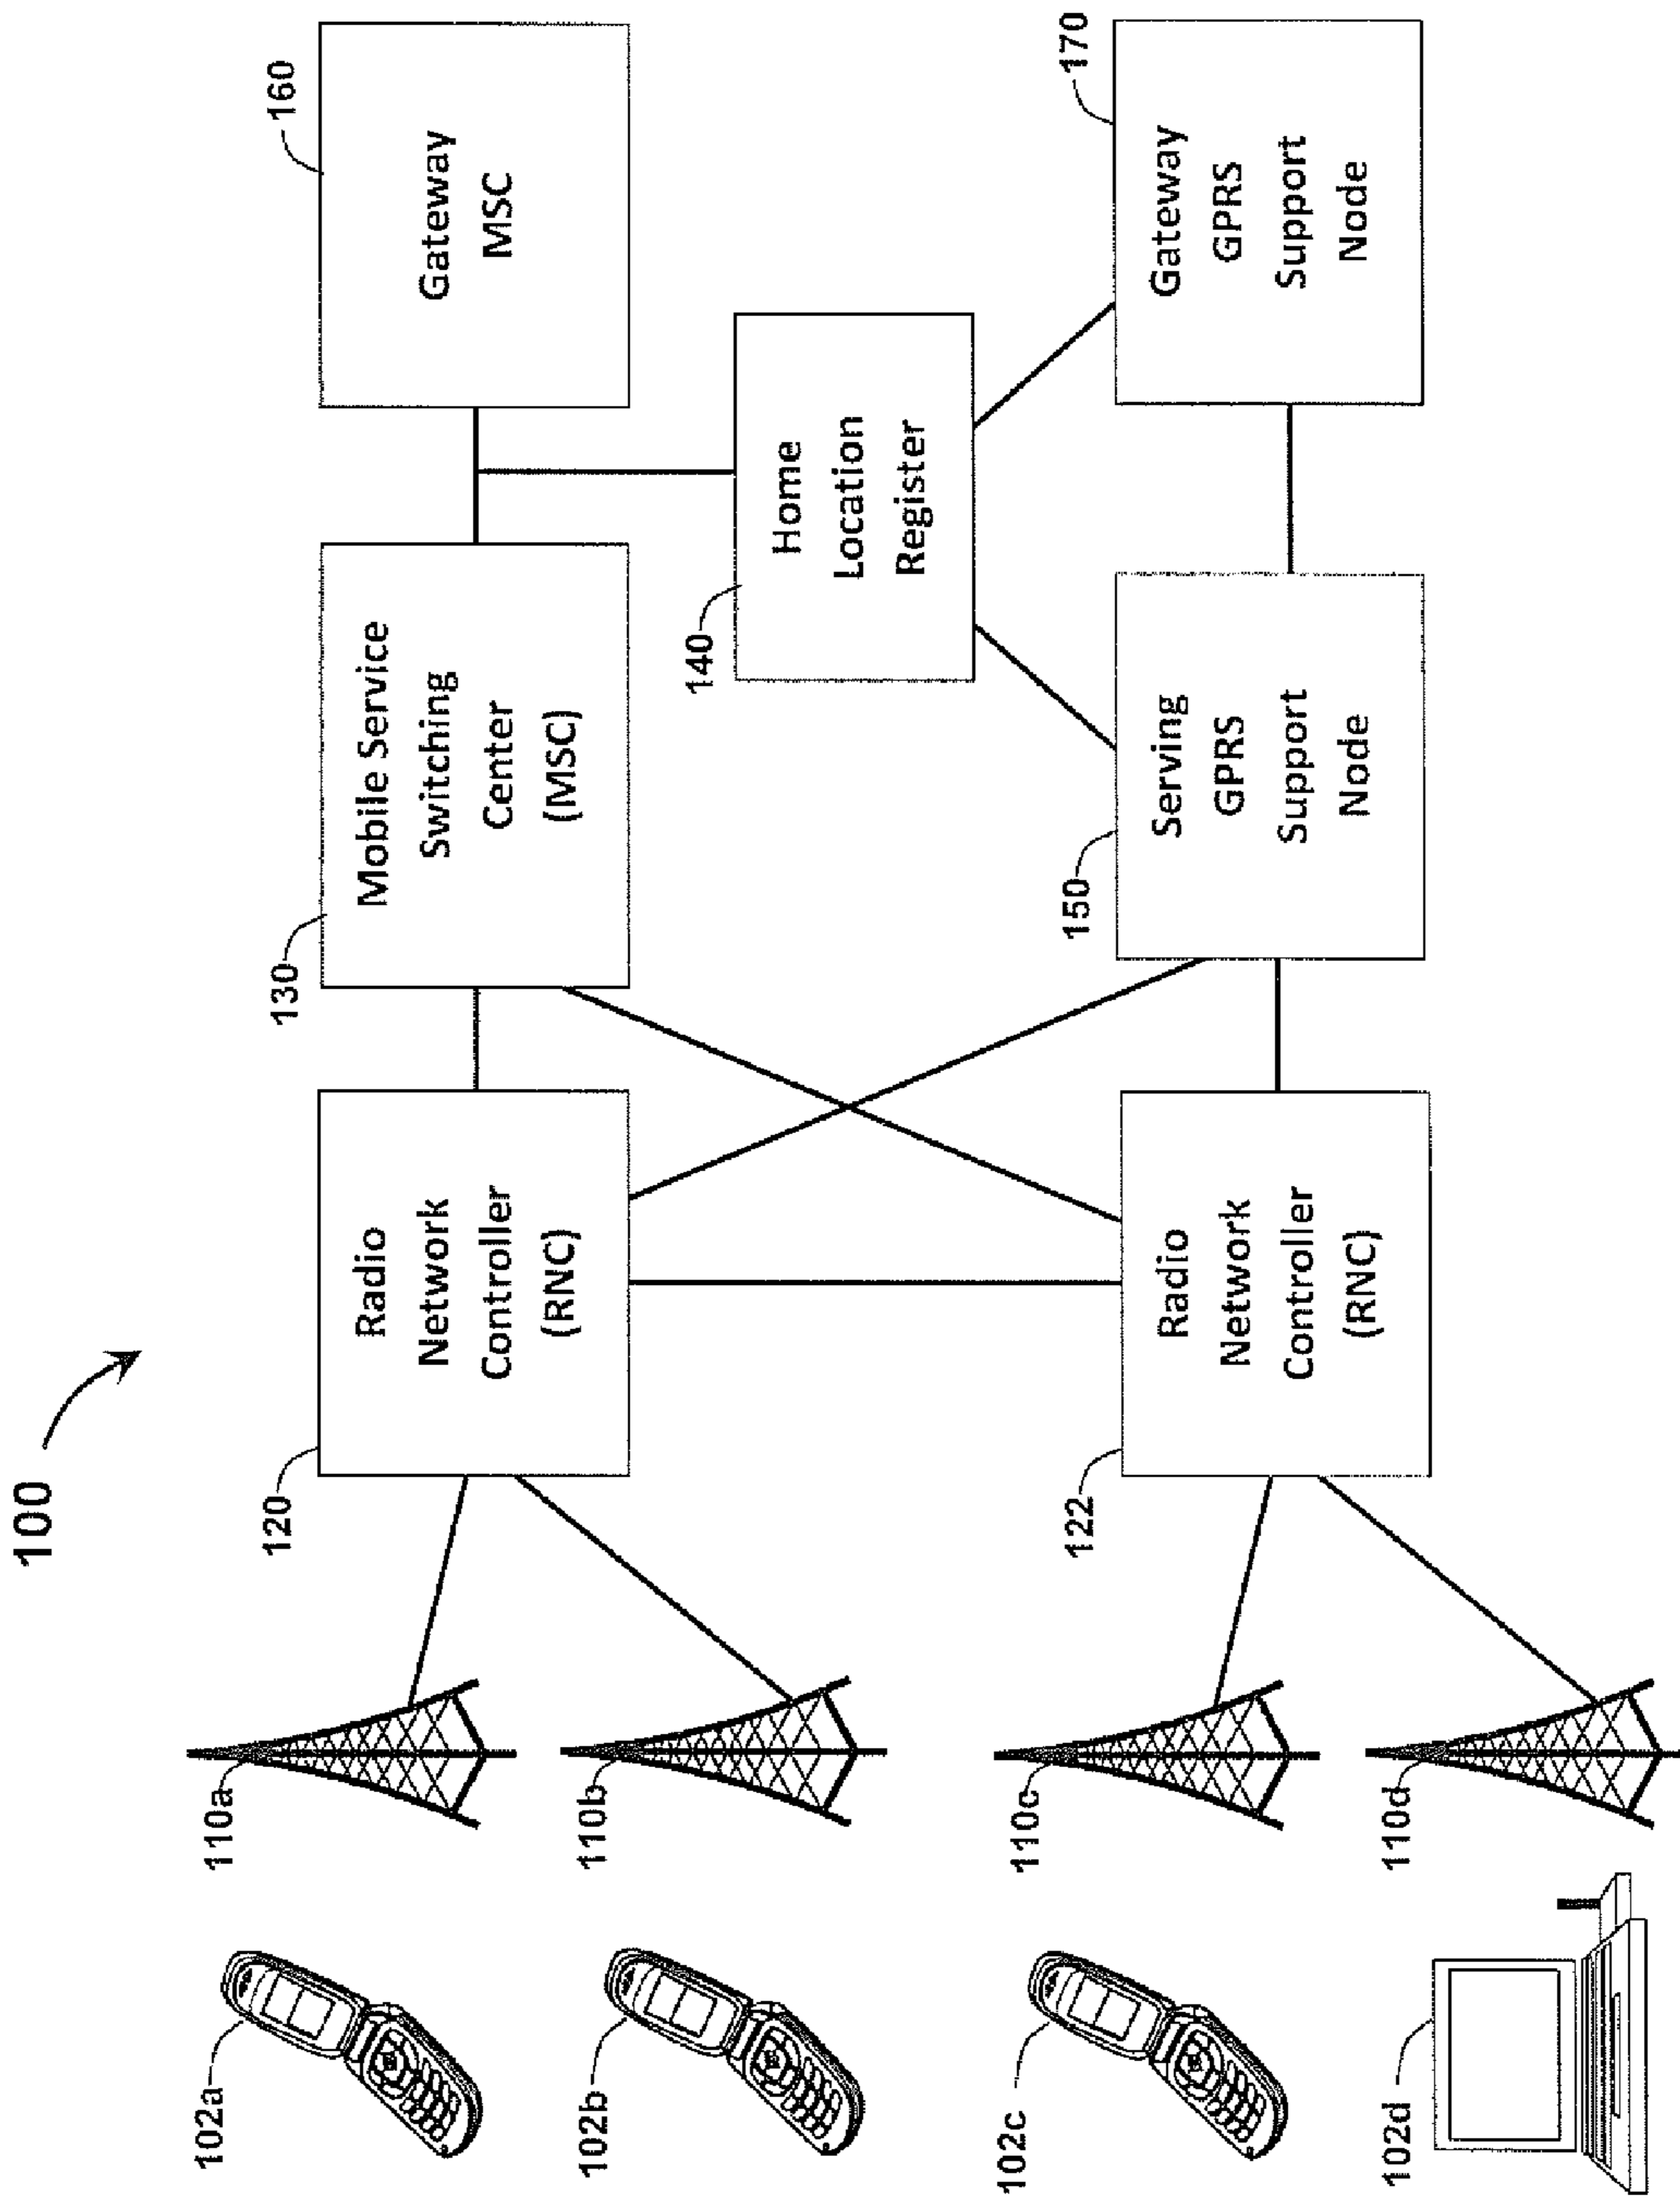 100
102a
110a
120
Radio
Network
Controller
(RNC)
130
Mobile Service
Switching
Center
(MSC)
160
Gateway
MSC
102b
110b
140
Home
Location
Register
102c
110c
122
Radio
Network
Controller
(RNC)
150
Serving
GPRS
Support
Node
170
Gateway
GPRS
Support
Node
102d
110d